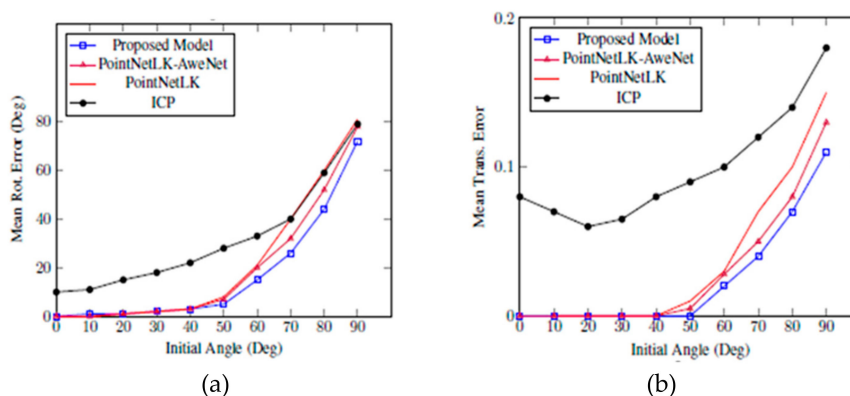 Proposed Model
PointNetLK-AweNet
PointNetLK
ICP
80
60
40
20
0
Mean Rot. Error (Deg)
0 10 20 30 40 50 60 70 80 90
Initial Angle (Deg)
(a)
0.2
0.1
0
Mean Trans. Error
Proposed Model
PointNetLK-AweNet
PointNetLK
ICP
0 10 20 30 40 50 60 70 80 90
Initial Angle (Deg)
(b)